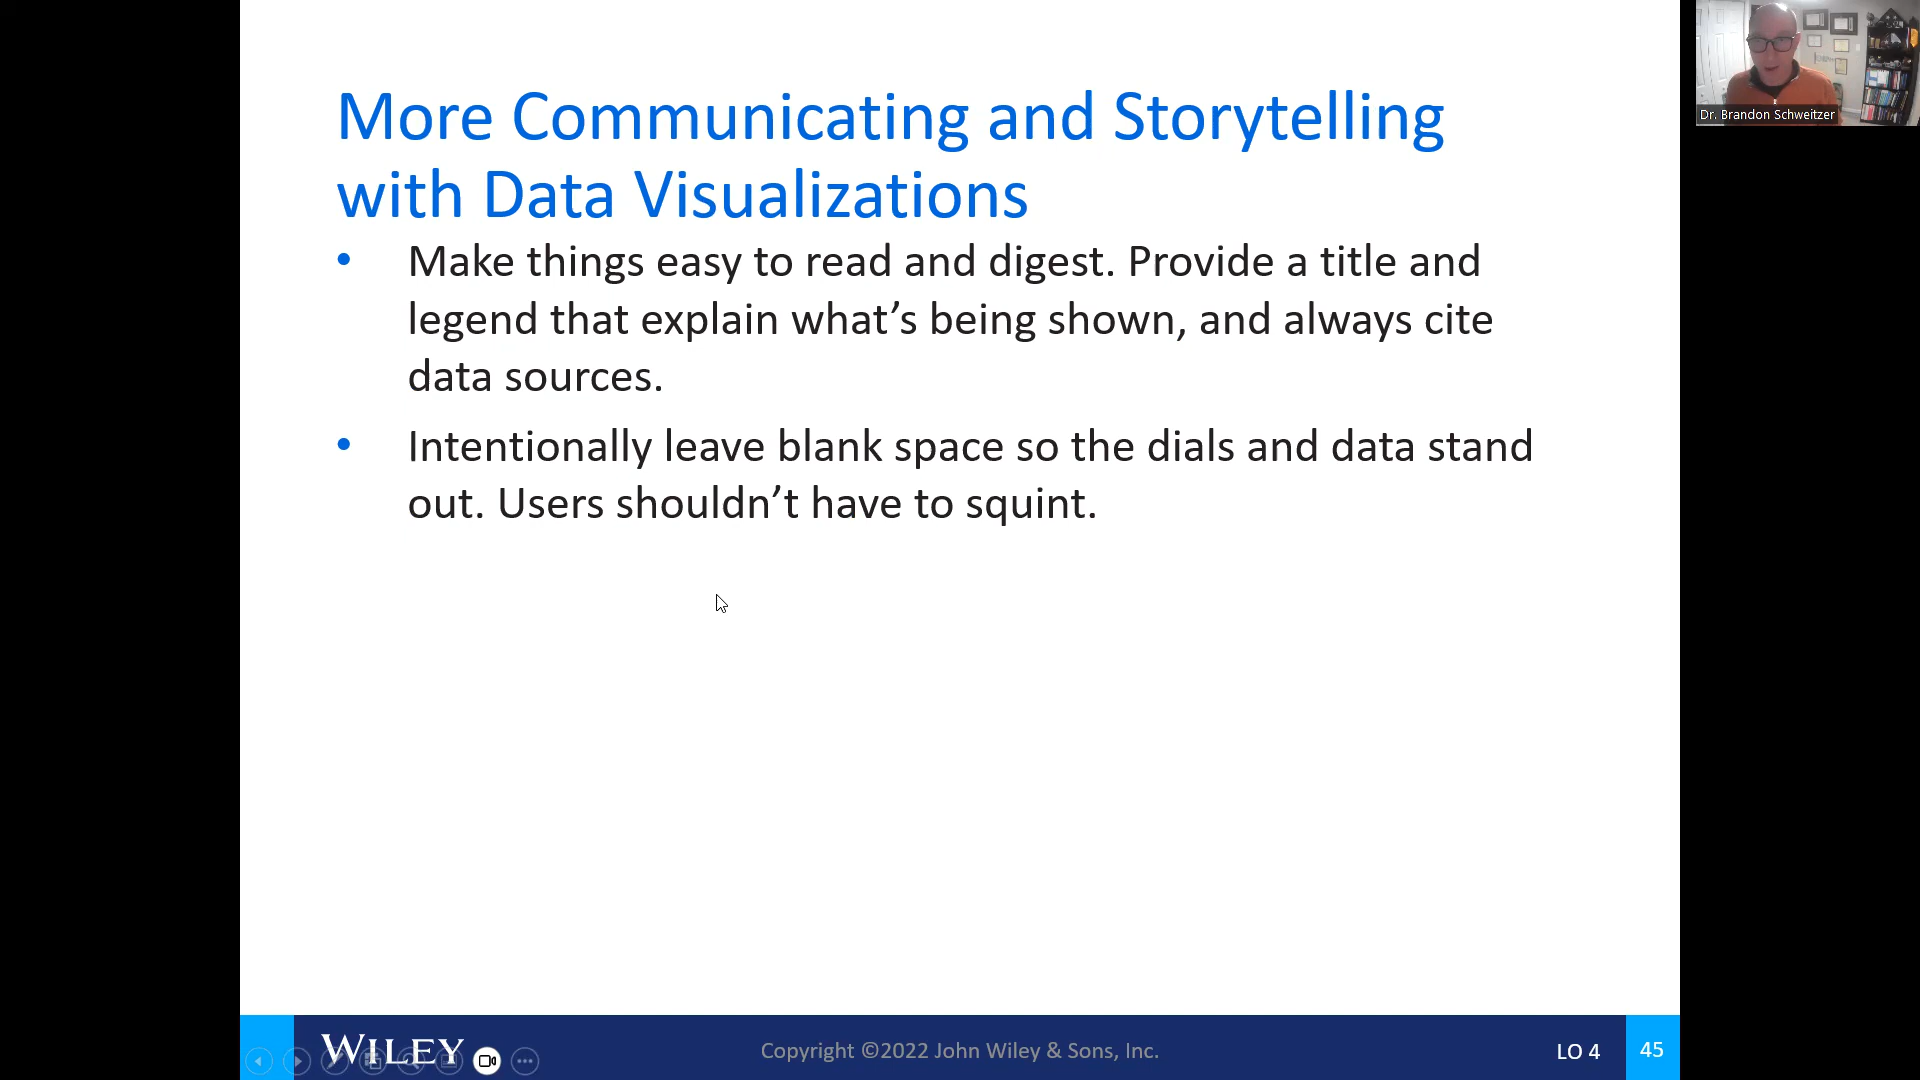 More Communicating and Storytelling
with Data Visualizations
• Make things easy to read and digest. Provide a title and
legend that explain what’s being shown, and always cite
data sources.
• Intentionally leave blank space so the dials and data stand
out. Users shouldn’t have to squint.
Dr. Brandon Schweitzer
WILEY
Copyright ©2022 John Wiley & Sons, Inc.
LO 4
45